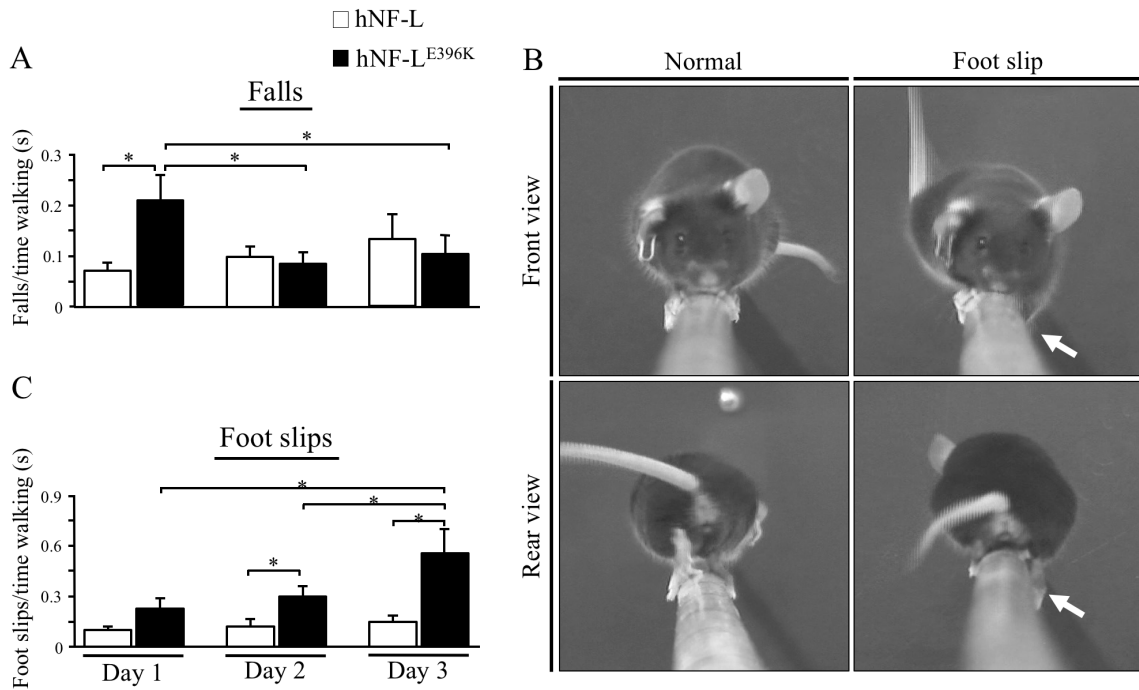 hNF-L
hNF-L^E396K
A
Falls
*
*
*
Falls/time walking (s)
0.3
0.2
0.1
0
B
Normal
Foot slip
Front view
Rear view
C
Foot slips
*
*
*
*
Foot slips/time walking (s)
0.9
0.6
0.3
0
Day 1
Day 2
Day 3